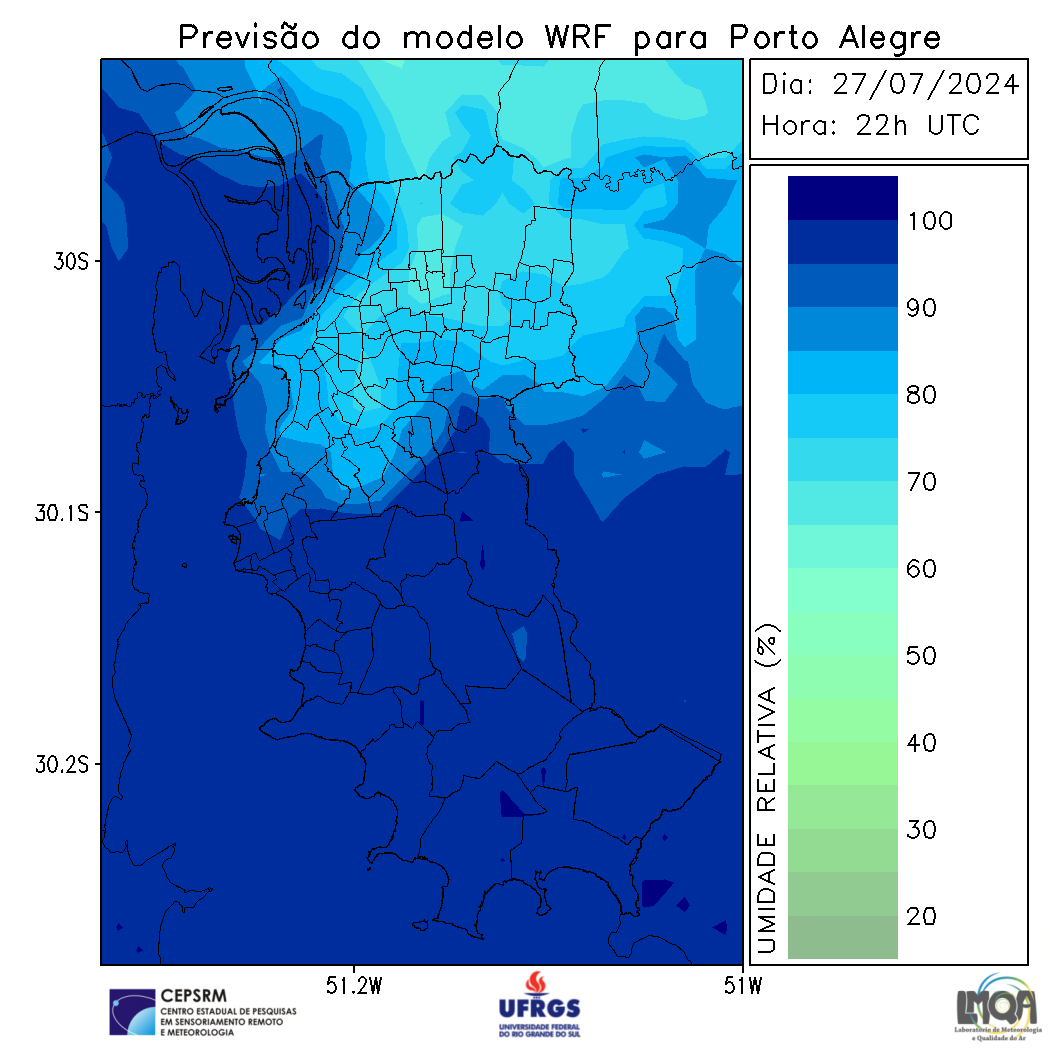 Previsão do modelo WRF para Porto Alegre
Dia: 27/07/2024
Hora: 22h UTC
30S
30.1S
30.2S
51.2W
51W
100
90
80
70
60
50
40
30
20
UMIDADE RELATIVA (%)
CEPSRM
CENTRO ESTADUAL DE PESQUISAS
EM SENSORIAMENTO REMOTO
E METEOROLOGIA
UFRGS
UNIVERSIDADE FEDERAL
DO RIO GRANDE DO SUL
LMQA
Laboratório de Meteorologia
e Qualidade do Ar